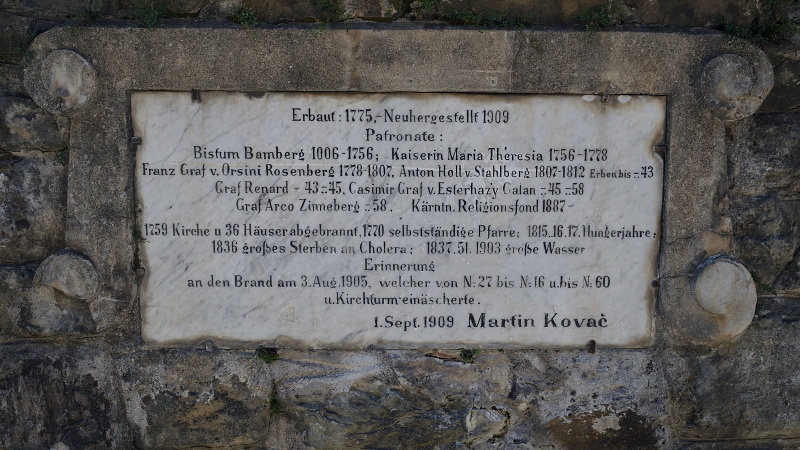 Erbaut: 1775,-Neuhergestellt 1909
Patronate:
Bistum Bamberg 1006-1756; Kaiserin Maria Theresia 1756-1778
Franz Graf v. Orsini Rosenberg 1778-1807, Anton Holl v. Stahlberg 1807-1812 Erben bis -:43
Graf Renard - 43-:45, Casimir Graf v. Esterhaz'y Galan -:45-:58
Graf Arco Zinneberg -:58. Kärntn. Religionsfond 1887-
1759 Kirche u 36 Häuser abgebrannt, 1770 selbstständige Pfarre; 1815.16.17. Hungerjahre;
1836 großes Sterben an Cholera; 1837. 51. 1903 große Wasser
Erinnerung
an den Brand am 3. Aug. 1905, welcher von N: 27 bis N: 16 u. bis N: 60
u. Kirchturm einäscherte.
1. Sept. 1909 Martin Kovač